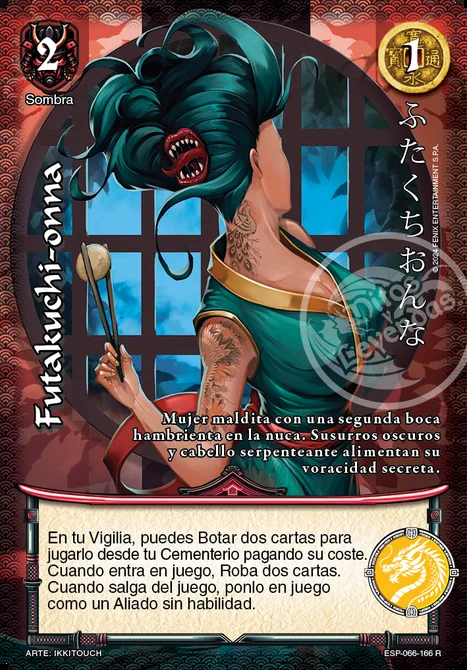 2
1
Sombra
Futakuchi-onna
ふたくちおんな
© 2024 FENIX ENTERTAINMENT S.P.A.
Mitos y
Leyendas
Mujer maldita con una segunda boca
hambrienta en la nuca. Susurros oscuros
y cabello serpenteante alimentan su
voracidad secreta.
En tu Vigilia, puedes Botar dos cartas para
jugarlo desde tu Cementerio pagando su coste.
Cuando entra en juego, Roba dos cartas.
Cuando salga del juego, ponlo en juego
como un Aliado sin habilidad.
ARTE: IKKITOUCH
ESP-066-166 R